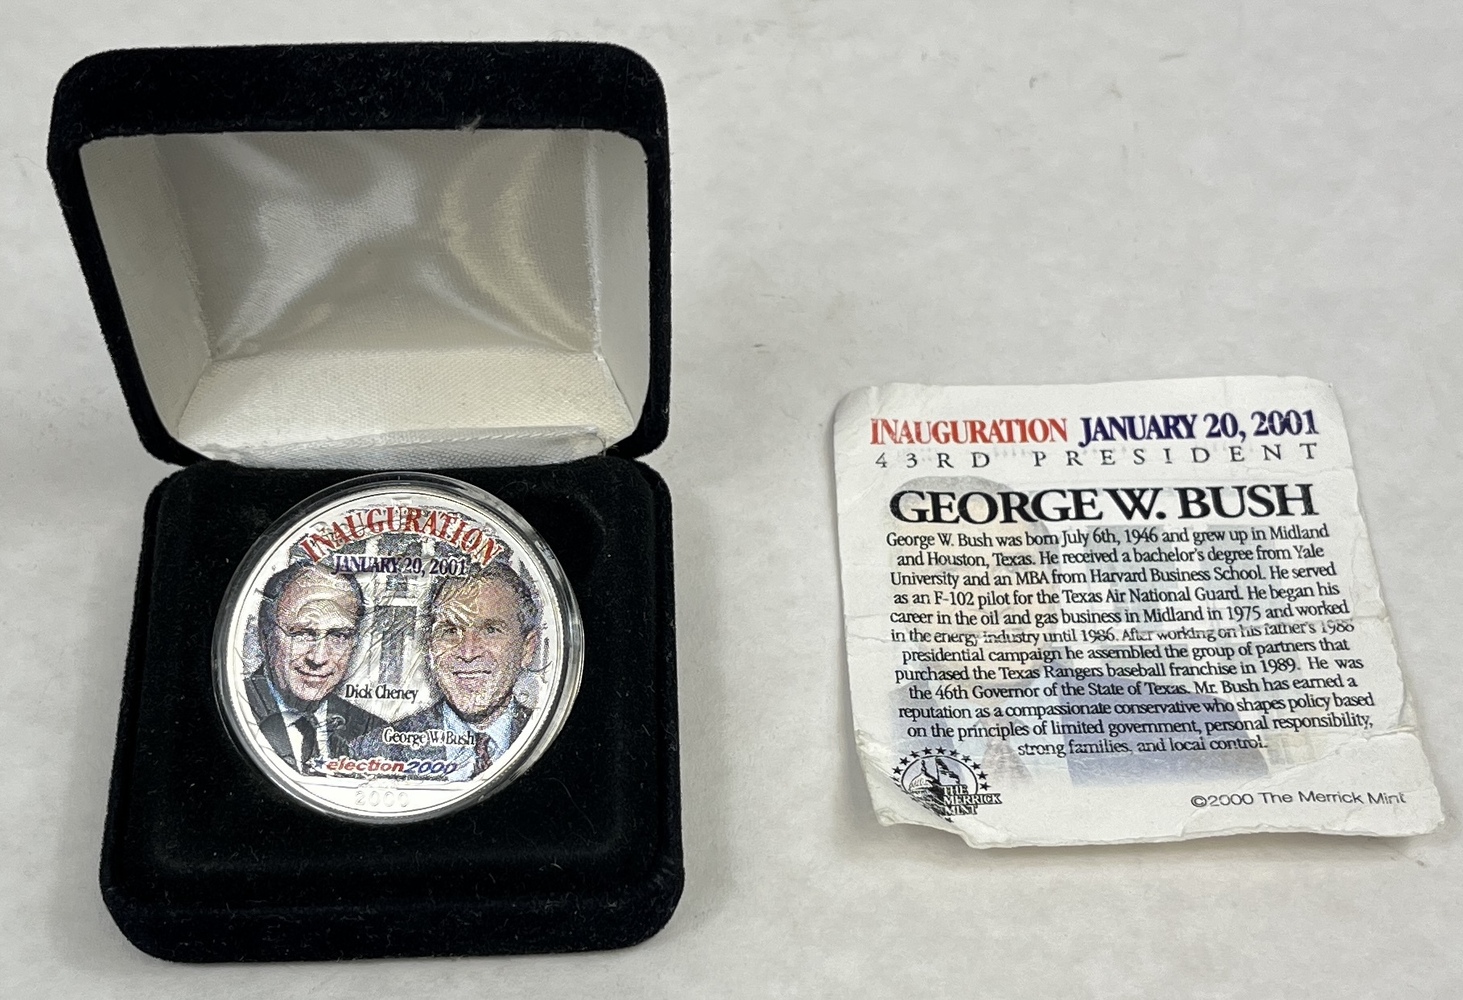 INAUGURATION
JANUARY 20, 2001
Dick Cheney
George W. Bush
election2000
2000
INAUGURATION JANUARY 20, 2001
43RD PRESIDENT
GEORGE W. BUSH
George W. Bush was born July 6th, 1946 and grew up in Midland
and Houston, Texas. He received a bachelor's degree from Yale
University and an MBA from Harvard Business School. He served
as an F-102 pilot for the Texas Air National Guard. He began his
career in the oil and gas business in Midland in 1975 and worked
in the energy industry until 1986. After working on his father's 1988
presidential campaign he assembled the group of partners that
purchased the Texas Rangers baseball franchise in 1989. He was
the 46th Governor of the State of Texas. Mr. Bush has earned a
reputation as a compassionate conservative who shapes policy based
on the principles of limited government, personal responsibility,
strong families, and local control.
THE
MERRICK
MINT
©2000 The Merrick Mint